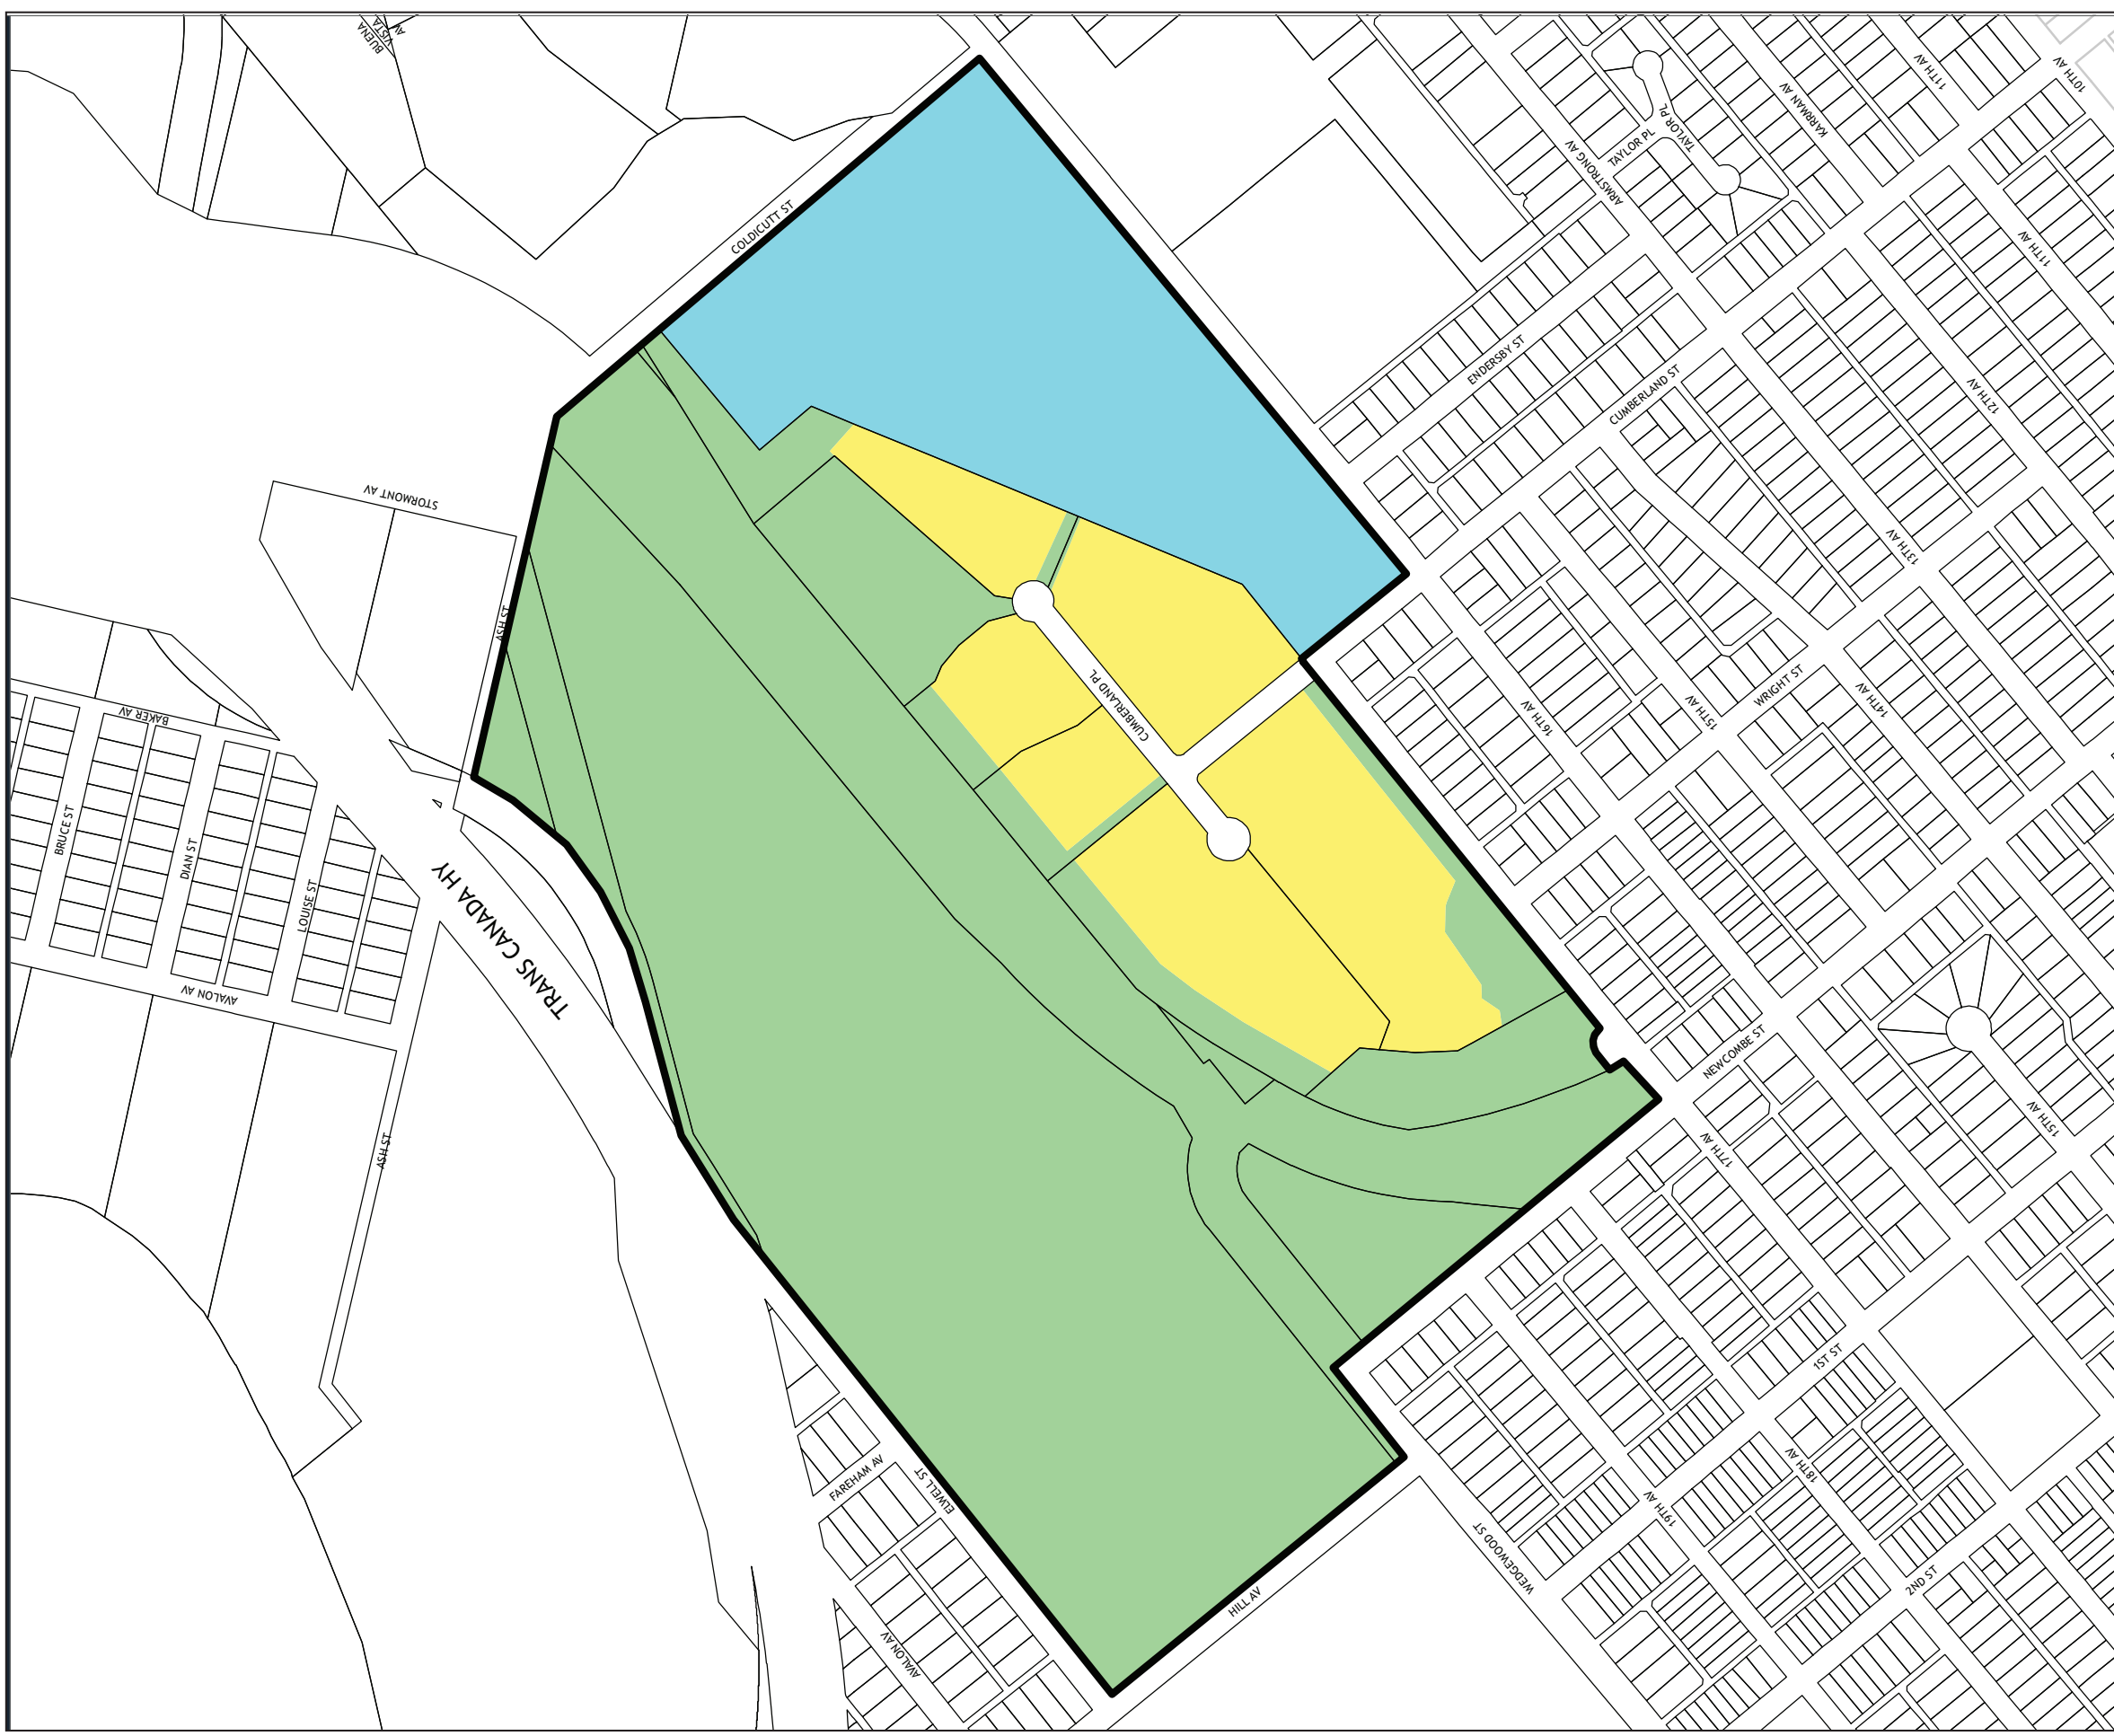 BUENA
VISTA
AV
11TH AV
10TH AV
KARRMAN AV
TAYLOR PL
TAYLOR PL
ARMSTRONG AV
COLDICUTT ST
11TH AV
ENDERSBY ST
CUMBERLAND ST
12TH AV
STORMONT AV
13TH AV
ASH ST
CUMBERLAND PL
WRIGHT ST
14TH AV
15TH AV
16TH AV
BAKER AV
BRUCE ST
DIAN ST
LOUISE ST
TRANS CANADA HY
AVALON AV
NEWCOMBE ST
15TH AV
17TH AV
ASH ST
1ST ST
18TH AV
19TH AV
FAREHAM AV
ELWELL ST
WEDGEWOOD ST
2ND ST
HILL AV
AVALON AV